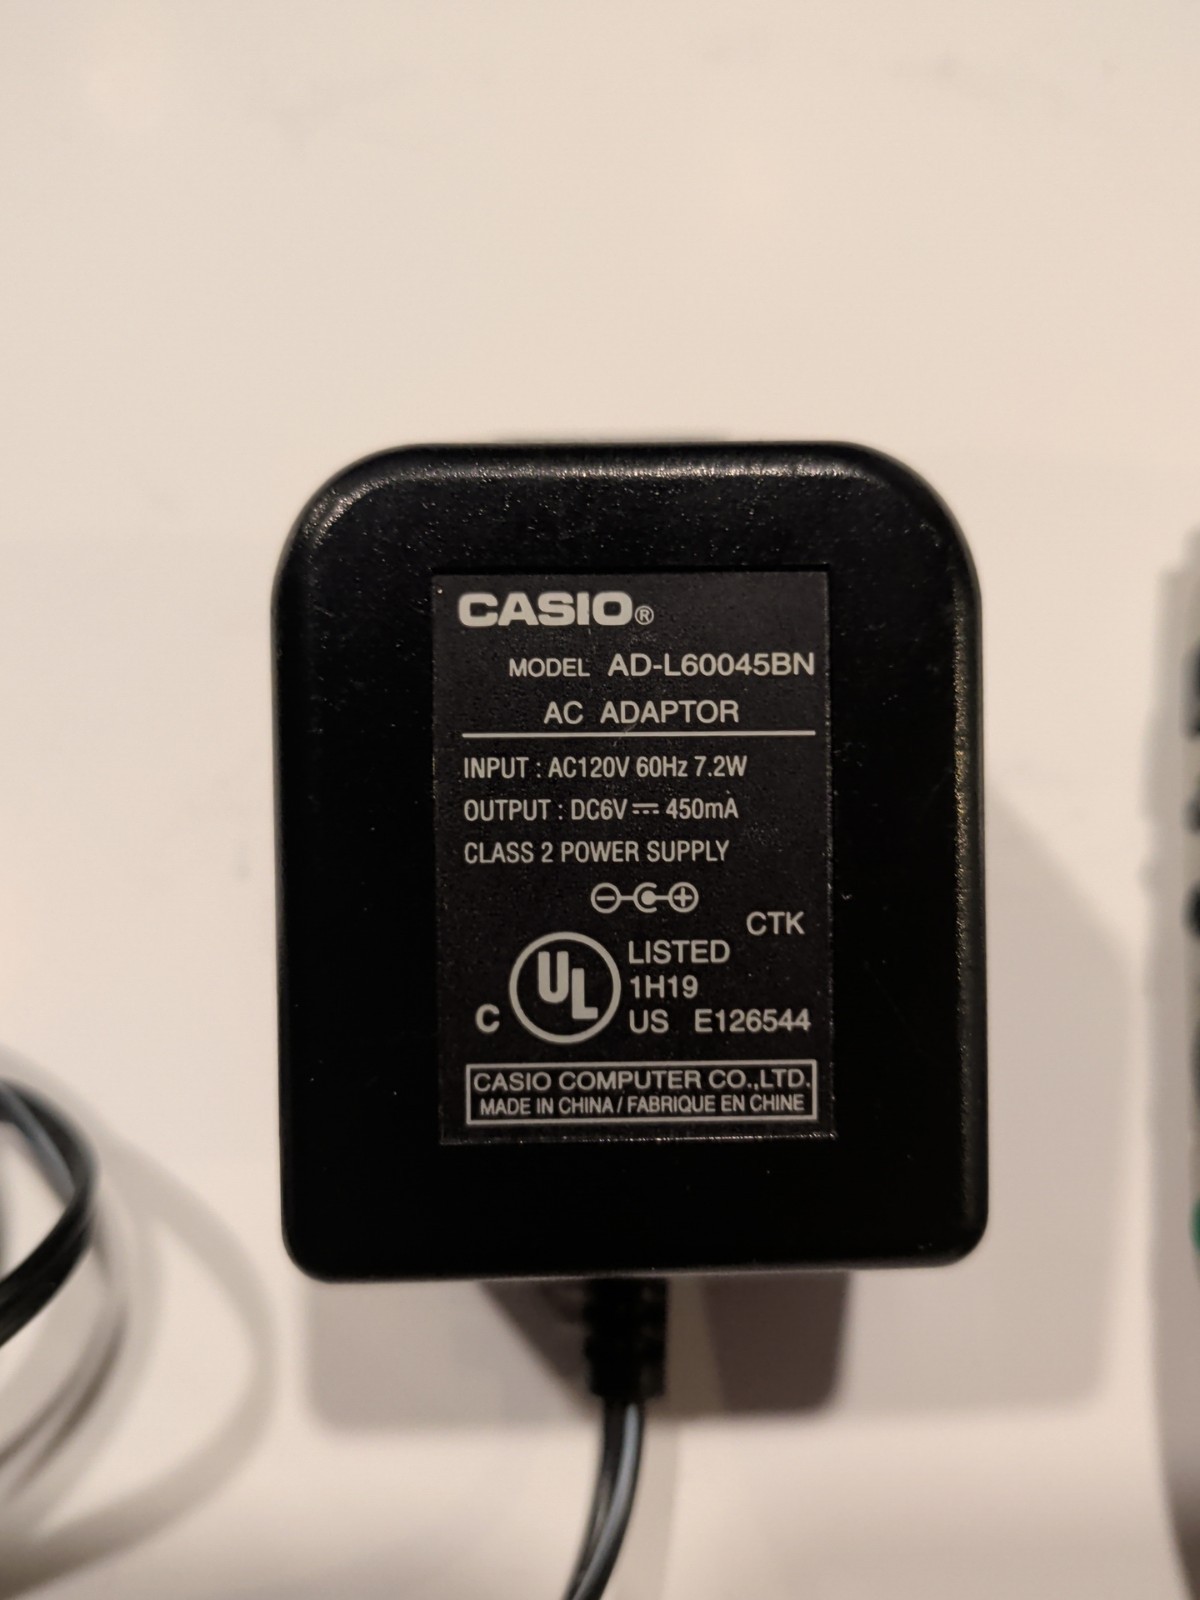 CASIO®
MODEL AD-L60045BN
AC ADAPTOR
INPUT : AC120V 60Hz 7.2W
OUTPUT : DC6V ⎓ 450mA
CLASS 2 POWER SUPPLY
CTK
LISTED
1H19
C UL US E126544
CASIO COMPUTER CO.,LTD.
MADE IN CHINA / FABRIQUE EN CHINE